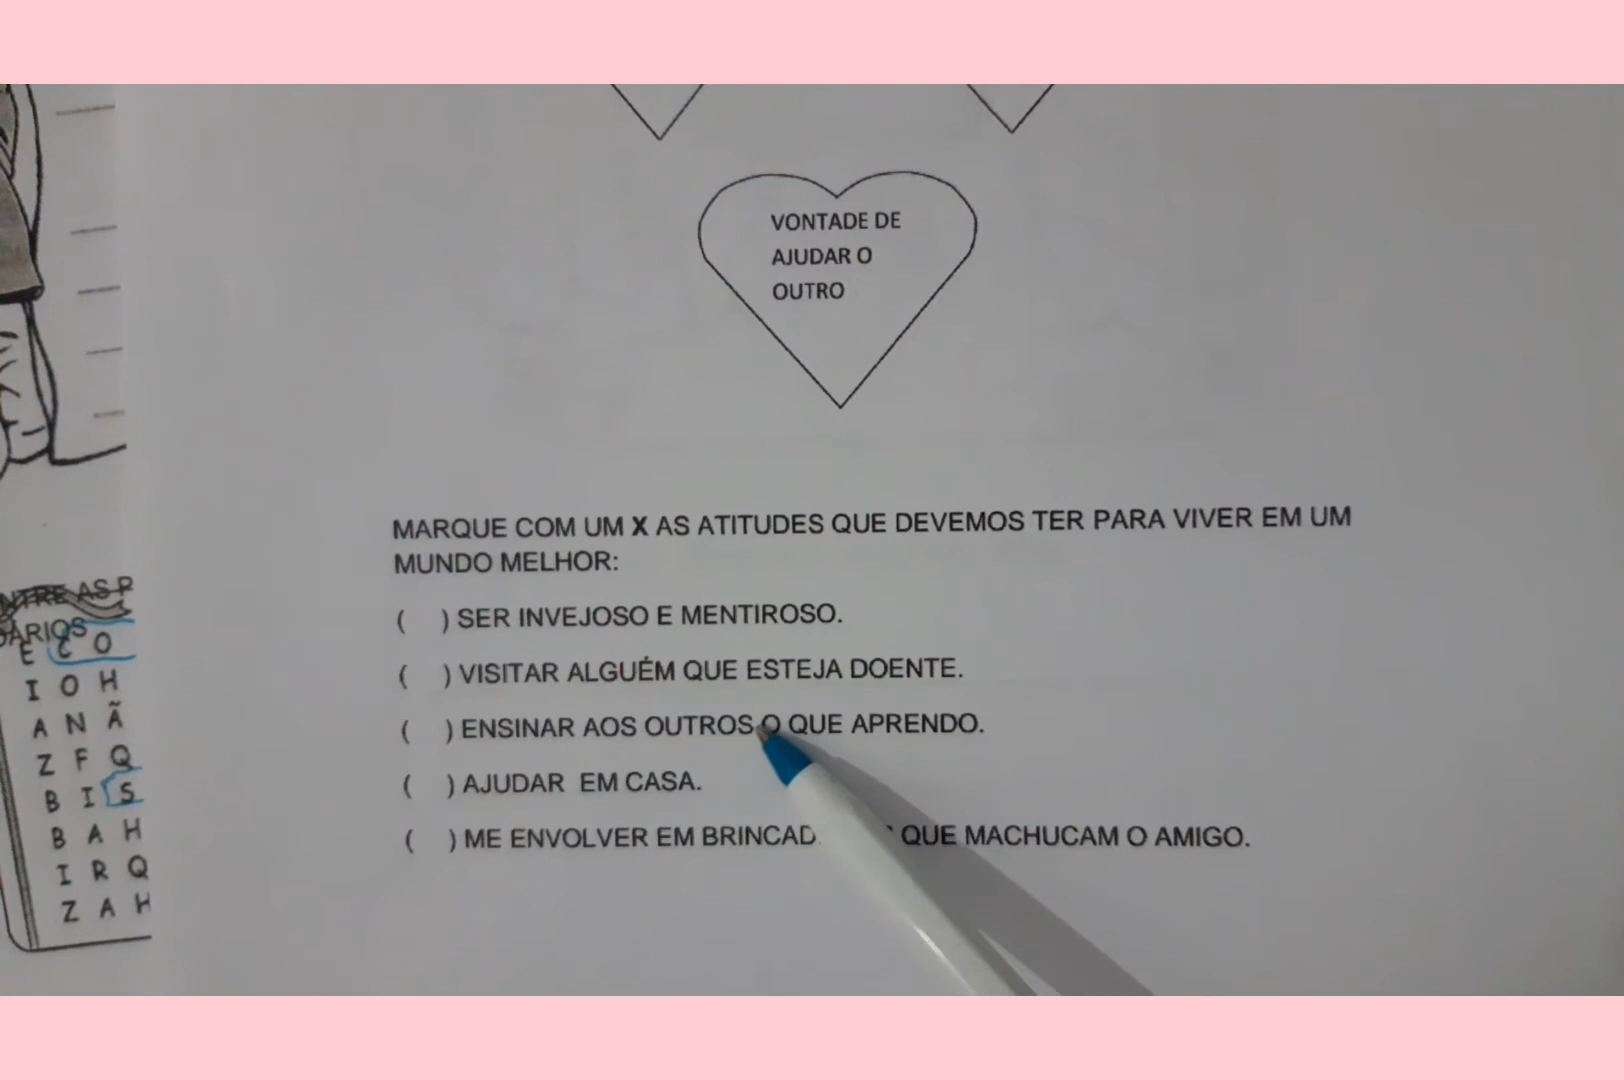 VONTADE DE
AJUDAR O
OUTRO
MARQUE COM UM X AS ATITUDES QUE DEVEMOS TER PARA VIVER EM UM
MUNDO MELHOR:
( ) SER INVEJOSO E MENTIROSO.
( ) VISITAR ALGUÉM QUE ESTEJA DOENTE.
( ) ENSINAR AOS OUTROS O QUE APRENDO.
( ) AJUDAR EM CASA.
( ) ME ENVOLVER EM QUE MACHUCAM O AMIGO.
AS P
E C O
I O H
A N Ã
Z F Q
B I S
B A H
I R Q
Z A H